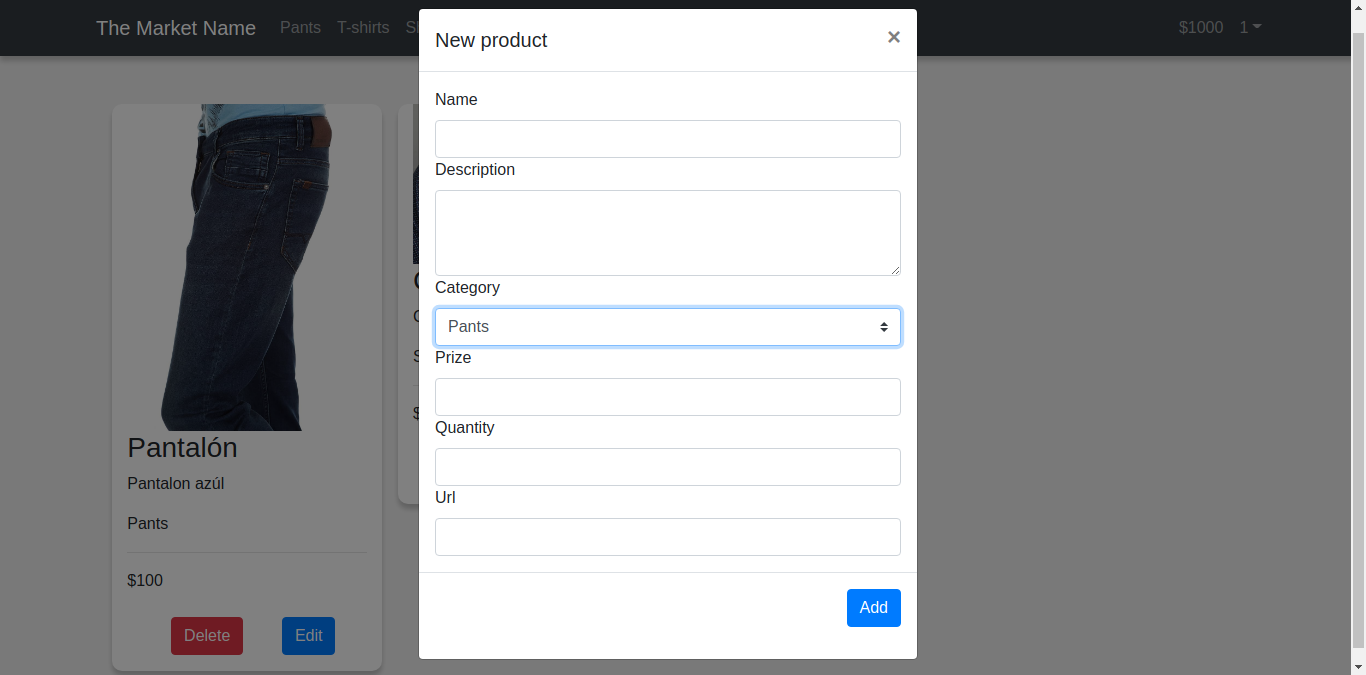 The Market Name Pants T-shirts $1000 1
New product ×
Name
Description
Category
Pants
Prize
Quantity
Url
Add
Pantalón
Pantalon azúl
Pants
$100
Delete Edit